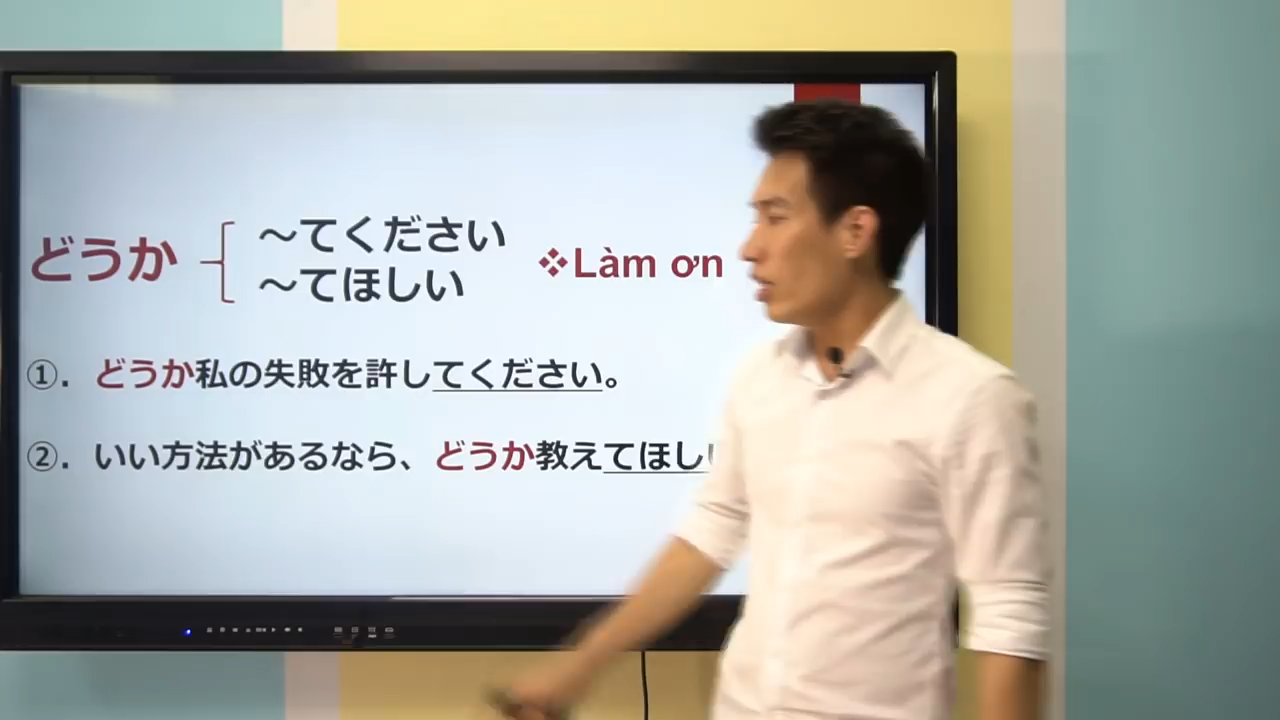 どうか
～てください
～てほしい
❖Làm ơn
①．どうか私の失敗を許してください。
②．いい方法があるなら、どうか教えてほし